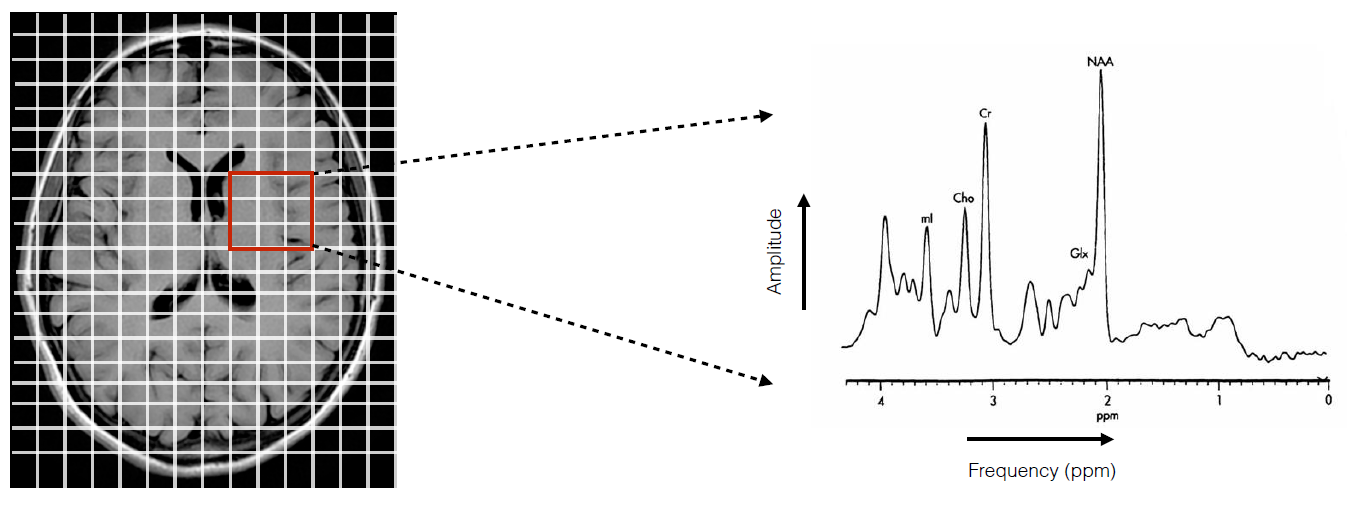 NAA
Cr
Cho
mI
Glx
Amplitude
4 3 2 1 0
ppm
Frequency (ppm)